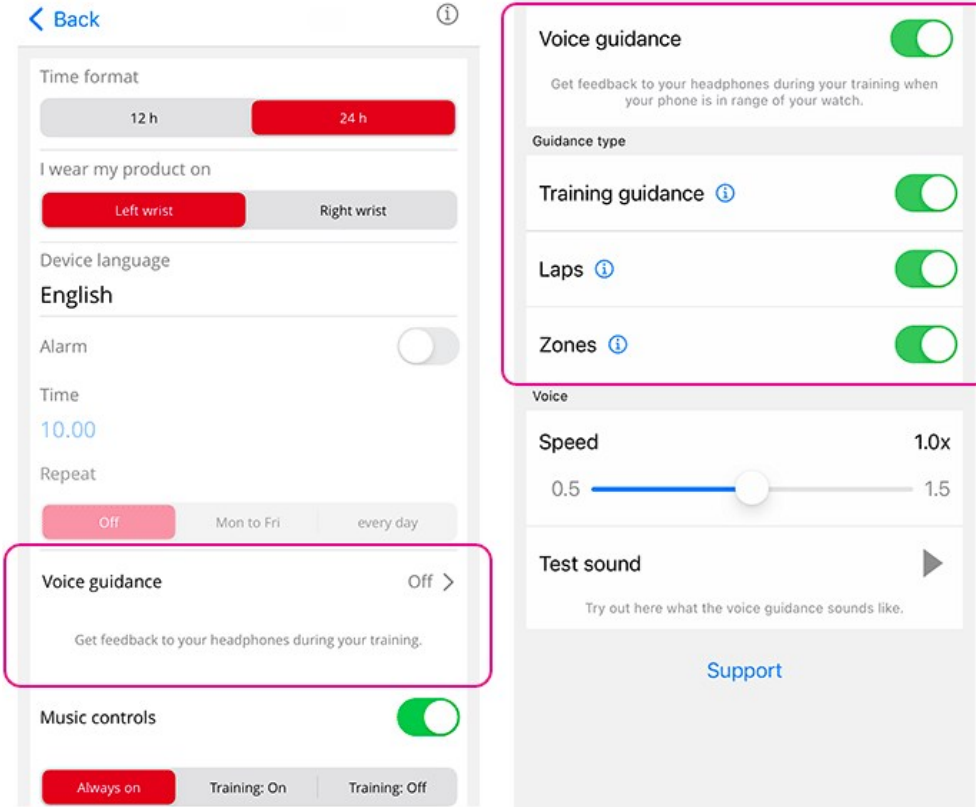 Back
Time format
12 h 24 h
I wear my product on
Left wrist Right wrist
Device language
English
Alarm
Time
10.00
Repeat
Off Mon to Fri every day
Voice guidance Off
Get feedback to your headphones during your training.
Music controls
Always on Training: On Training: Off
Voice guidance
Get feedback to your headphones during your training when
your phone is in range of your watch.
Guidance type
Training guidance
Laps
Zones
Voice
Speed 1.0x
0.5 1.5
Test sound
Try out here what the voice guidance sounds like.
Support